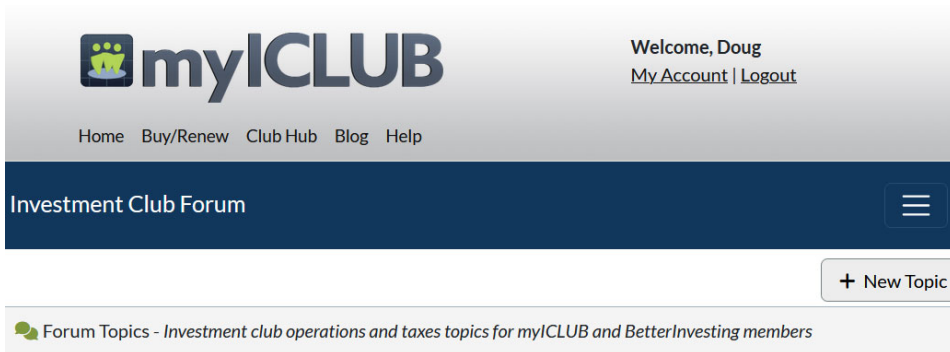 myICLUB
Welcome, Doug
My Account | Logout
Home Buy/Renew Club Hub Blog Help
Investment Club Forum
+ New Topic
Forum Topics - Investment club operations and taxes topics for myICLUB and BetterInvesting members